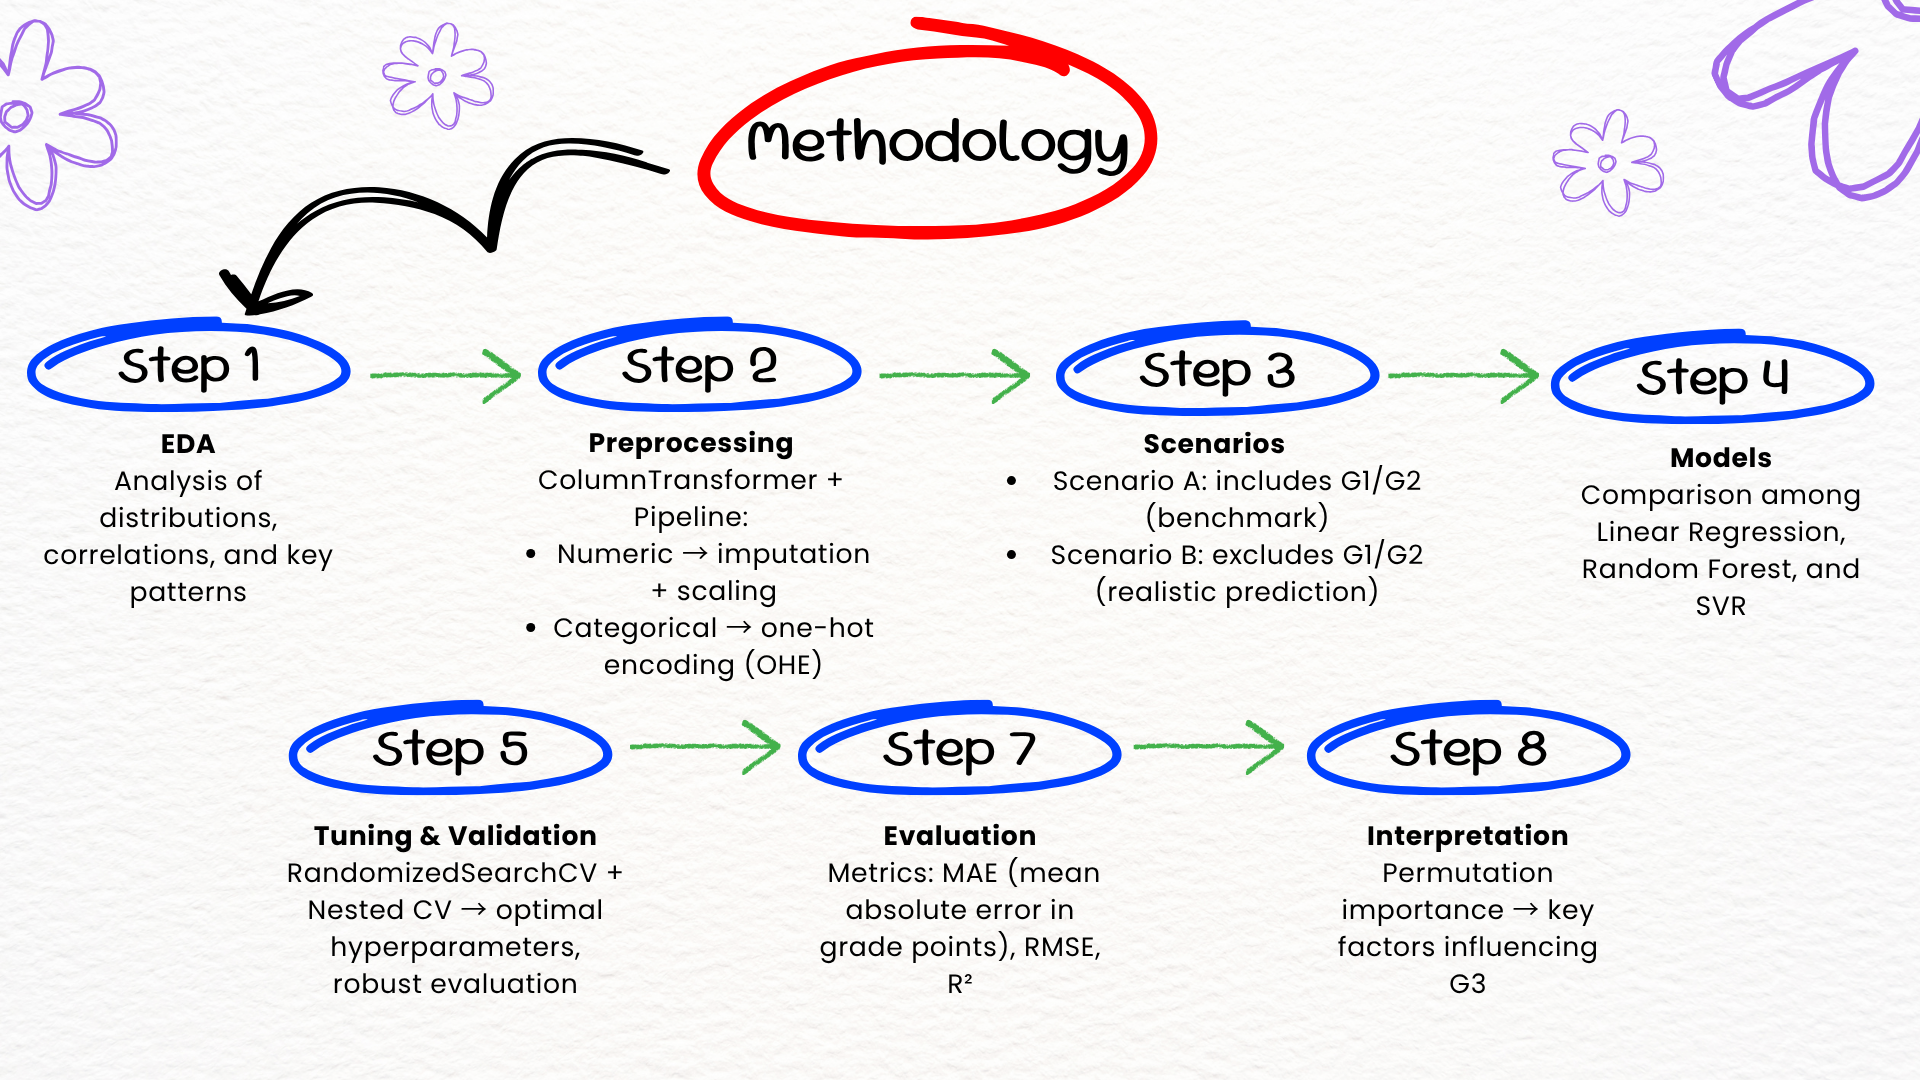 Methodology
Step 1
EDA
Analysis of
distributions,
correlations, and key
patterns
Step 2
Preprocessing
ColumnTransformer +
Pipeline:
• Numeric → imputation
+ scaling
• Categorical → one-hot
encoding (OHE)
Step 3
Scenarios
• Scenario A: includes G1/G2
(benchmark)
• Scenario B: excludes G1/G2
(realistic prediction)
Step 4
Models
Comparison among
Linear Regression,
Random Forest, and
SVR
Step 5
Tuning & Validation
RandomizedSearchCV +
Nested CV → optimal
hyperparameters,
robust evaluation
Step 7
Evaluation
Metrics: MAE (mean
absolute error in
grade points), RMSE,
R²
Step 8
Interpretation
Permutation
importance → key
factors influencing
G3